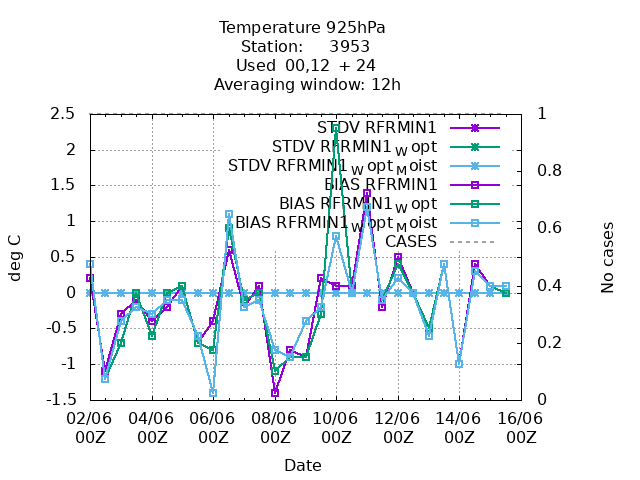 Temperature 925hPa
Station: 3953
Used 00,12 + 24
Averaging window: 12h
deg C
No cases
2.5
2
1.5
1
0.5
0
-0.5
-1
-1.5
1
0.8
0.6
0.4
0.2
0
STDV RFRMIN1
STDV RFRMIN1_W opt
STDV RFRMIN1_W opt_M oist
BIAS RFRMIN1
BIAS RFRMIN1_W opt
BIAS RFRMIN1_W opt_M oist
CASES
02/06 04/06 06/06 08/06 10/06 12/06 14/06 16/06
00Z 00Z 00Z 00Z 00Z 00Z 00Z 00Z
Date